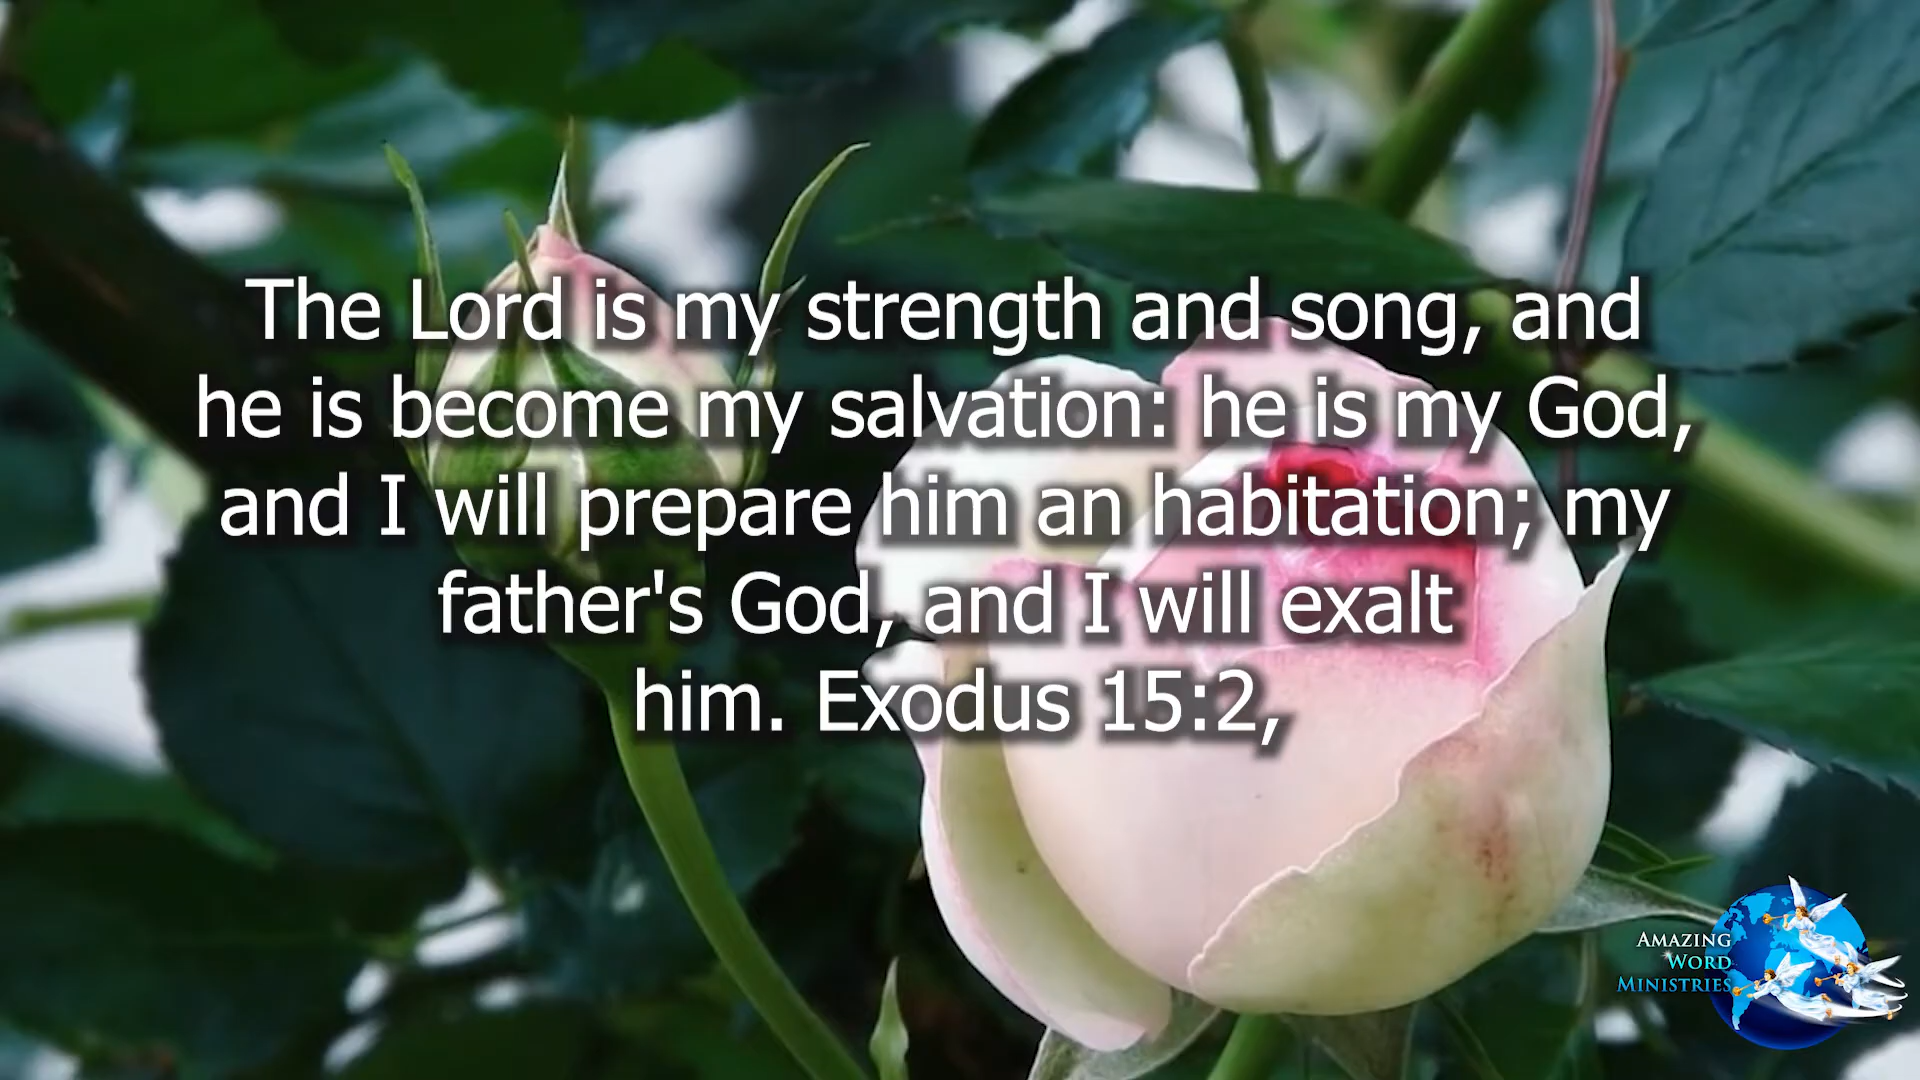 The Lord is my strength and song, and
he is become my salvation: he is my God,
and I will prepare him an habitation; my
father's God, and I will exalt
him. Exodus 15:2,
AMAZING
WORD
MINISTRIES